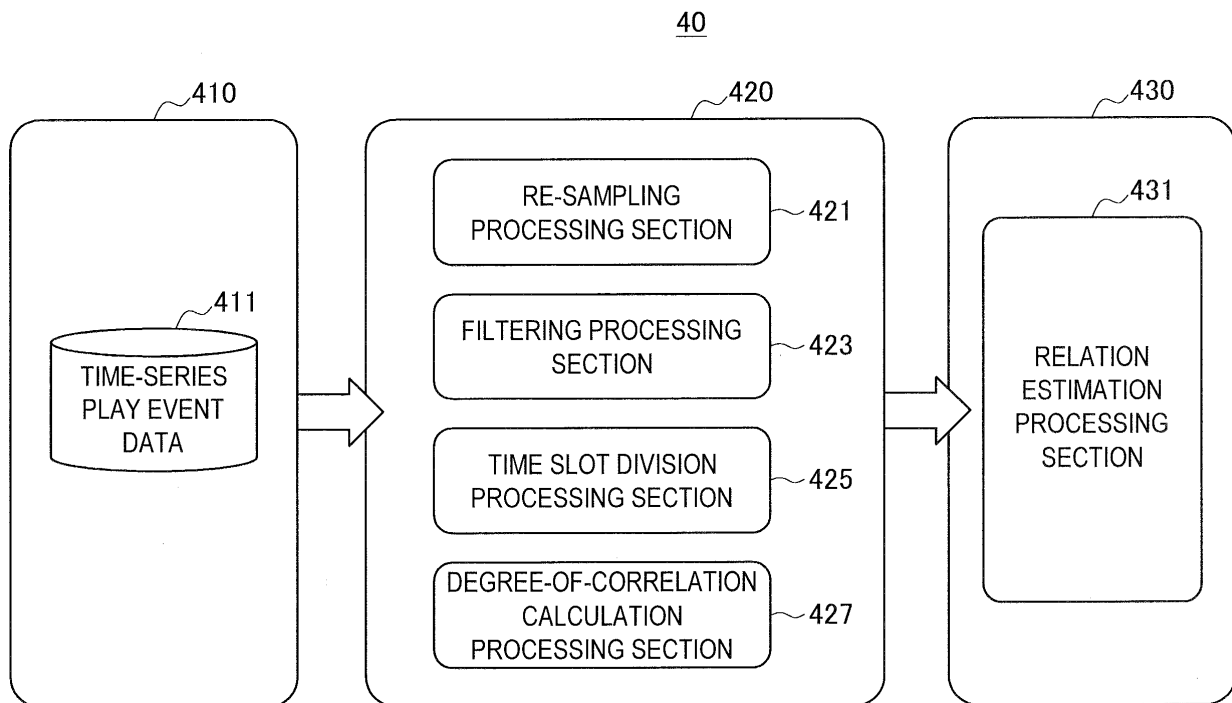 40
410
420
430
411
TIME-SERIES
PLAY EVENT
DATA
RE-SAMPLING
PROCESSING SECTION
421
FILTERING PROCESSING
SECTION
423
TIME SLOT DIVISION
PROCESSING SECTION
425
DEGREE-OF-CORRELATION
CALCULATION
PROCESSING SECTION
427
431
RELATION
ESTIMATION
PROCESSING
SECTION